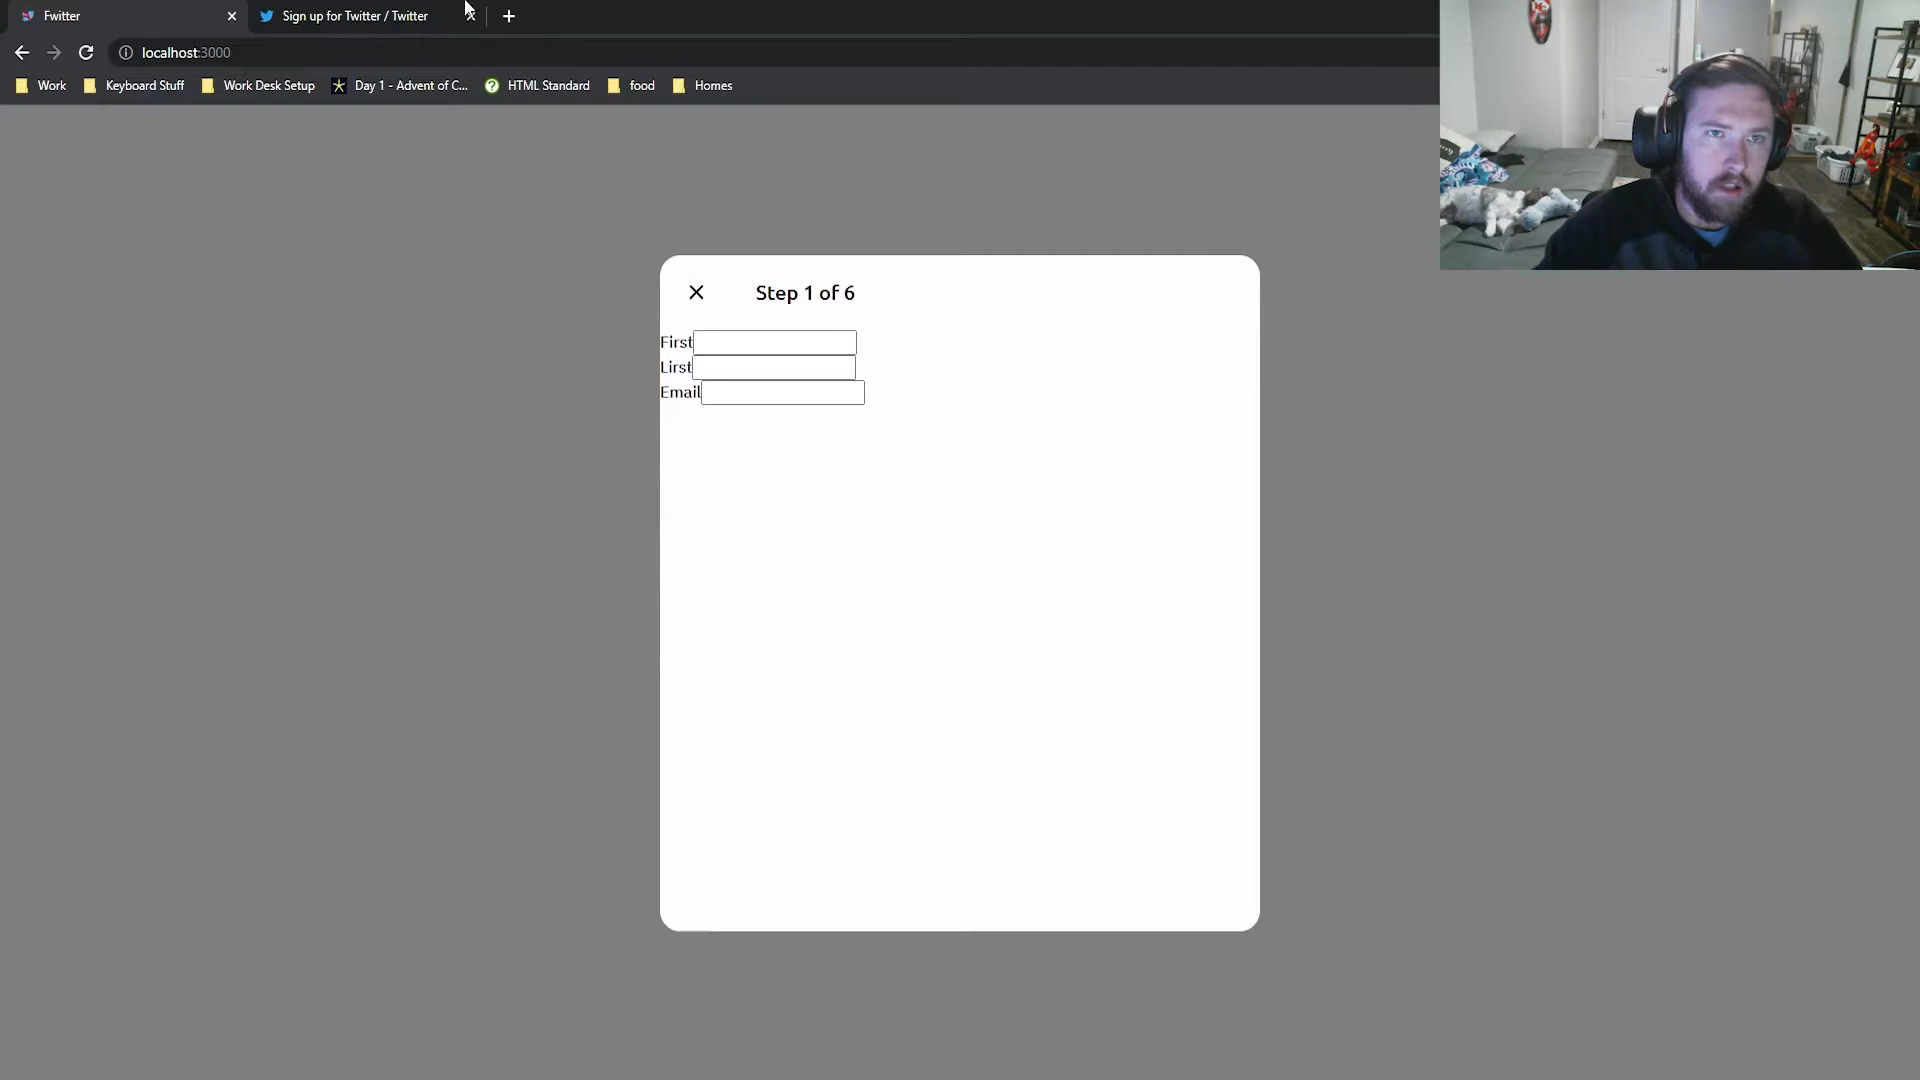 Fwitter
Sign up for Twitter / Twitter
localhost:3000
Work
Keyboard Stuff
Work Desk Setup
Day 1 - Advent of C...
HTML Standard
food
Homes
Step 1 of 6
First
Lirst
Email